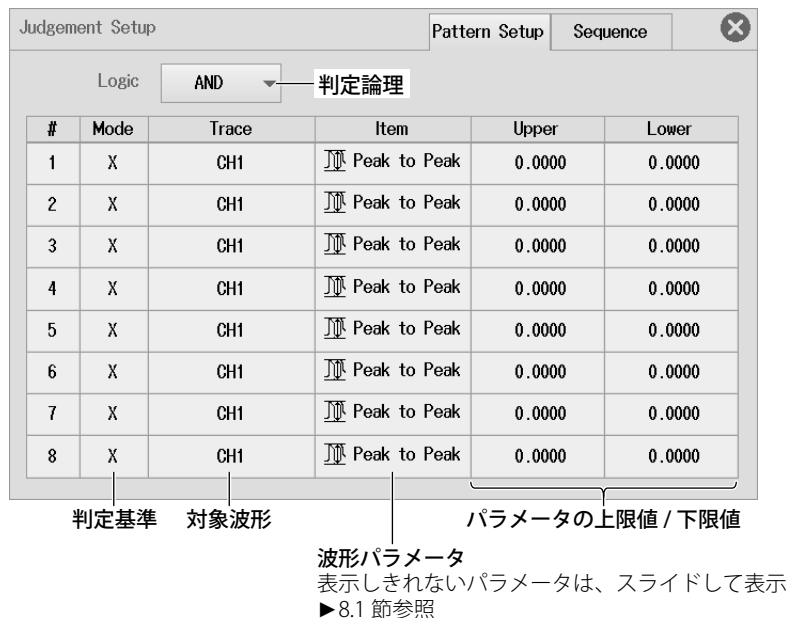 Judgement Setup Pattern Setup Sequence
Logic AND 判定論理
# Mode Trace Item Upper Lower
1 X CH1 Peak to Peak 0.0000 0.0000
2 X CH1 Peak to Peak 0.0000 0.0000
3 X CH1 Peak to Peak 0.0000 0.0000
4 X CH1 Peak to Peak 0.0000 0.0000
5 X CH1 Peak to Peak 0.0000 0.0000
6 X CH1 Peak to Peak 0.0000 0.0000
7 X CH1 Peak to Peak 0.0000 0.0000
8 X CH1 Peak to Peak 0.0000 0.0000
判定基準 対象波形 パラメータの上限値 / 下限値
波形パラメータ
表示しきれないパラメータは、スライドして表示
▶8.1 節参照